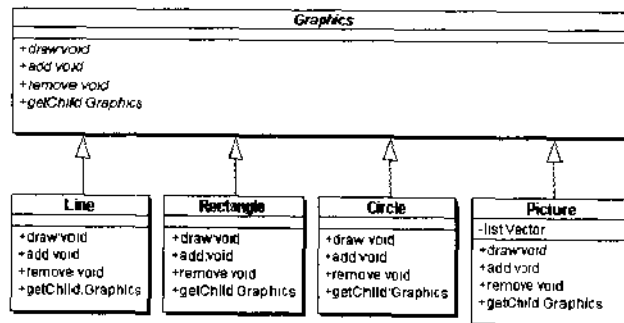 Graphics
+draw:void
+add void
+remove void
+getChild Graphics
Line
+draw:void
+add void
+remove void
+getChild.Graphics
Rectangle
+draw:void
+add:void
+remove void
+getChild Graphics
Circle
+draw void
+add void
+remove void
+getChild:Graphics
Picture
-list Vector
+draw:void
+add void
+remove void
+getChild Graphics